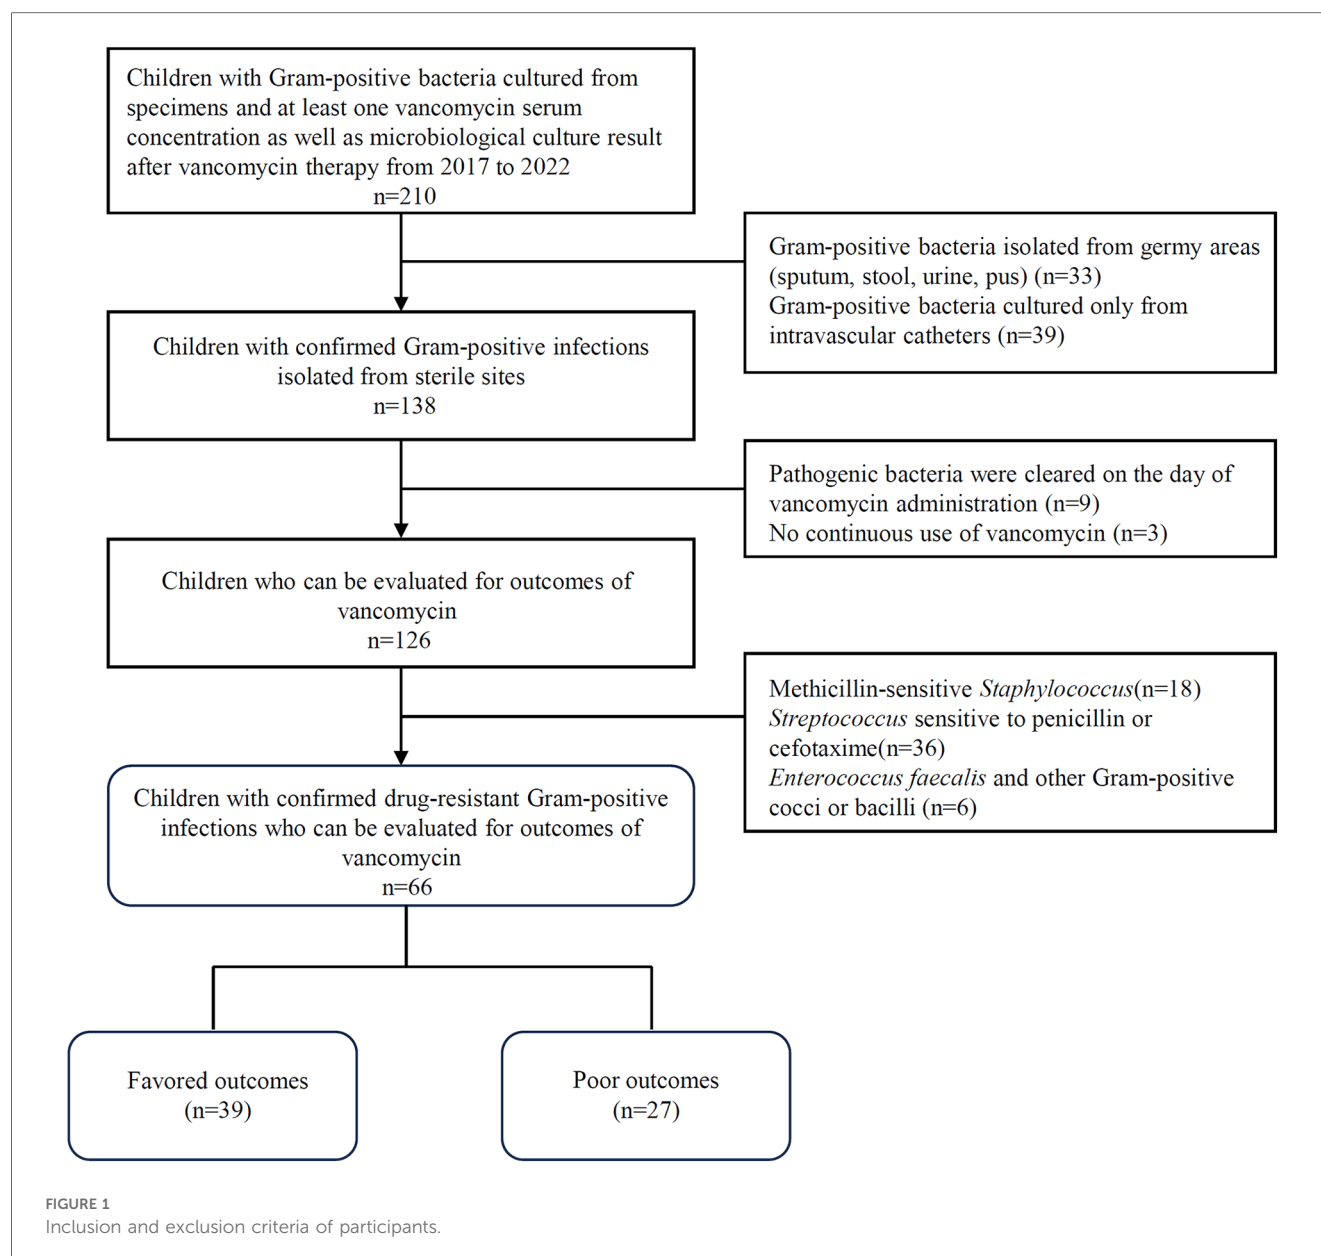 Children with Gram-positive bacteria cultured from
specimens and at least one vancomycin serum
concentration as well as microbiological culture result
after vancomycin therapy from 2017 to 2022
n=210
Gram-positive bacteria isolated from germy areas
(sputum, stool, urine, pus) (n=33)
Gram-positive bacteria cultured only from
intravascular catheters (n=39)
Children with confirmed Gram-positive infections
isolated from sterile sites
n=138
Pathogenic bacteria were cleared on the day of
vancomycin administration (n=9)
No continuous use of vancomycin (n=3)
Children who can be evaluated for outcomes of
vancomycin
n=126
Methicillin-sensitive Staphylococcus(n=18)
Streptococcus sensitive to penicillin or
cefotaxime(n=36)
Enterococcus faecalis and other Gram-positive
cocci or bacilli (n=6)
Children with confirmed drug-resistant Gram-positive
infections who can be evaluated for outcomes of
vancomycin
n=66
Favored outcomes
(n=39)
Poor outcomes
(n=27)
FIGURE 1
Inclusion and exclusion criteria of participants.